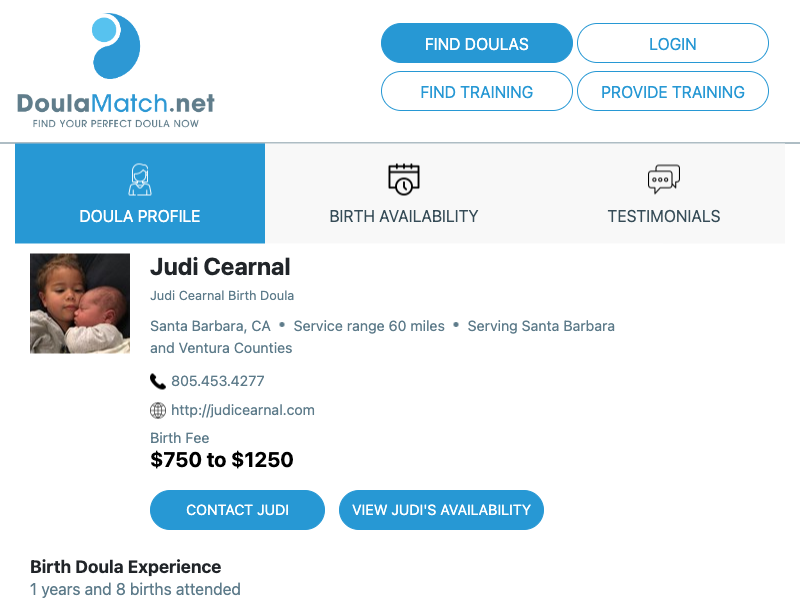 DoulaMatch.net
FIND YOUR PERFECT DOULA NOW
FIND DOULAS
LOGIN
FIND TRAINING
PROVIDE TRAINING
DOULA PROFILE
BIRTH AVAILABILITY
TESTIMONIALS
Judi Cearnal
Judi Cearnal Birth Doula
Santa Barbara, CA • Service range 60 miles • Serving Santa Barbara
and Ventura Counties
805.453.4277
http://judicearnal.com
Birth Fee
$750 to $1250
CONTACT JUDI
VIEW JUDI'S AVAILABILITY
Birth Doula Experience
1 years and 8 births attended